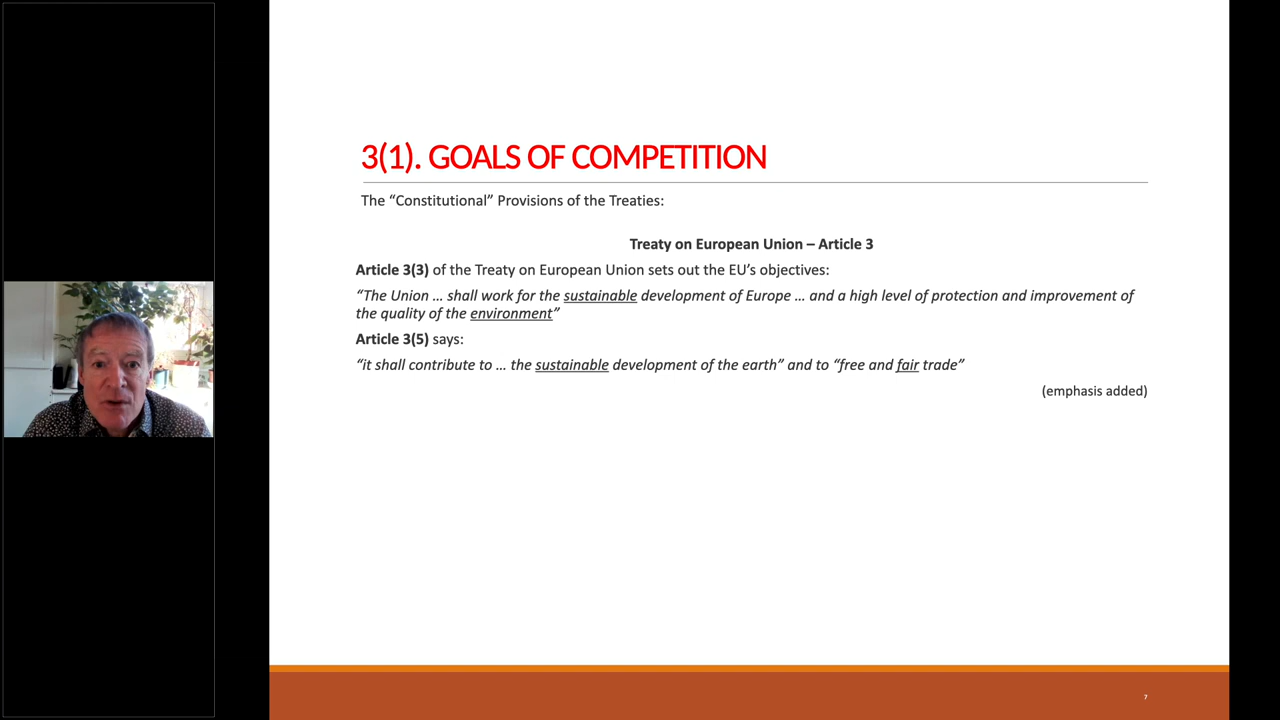 3(1). GOALS OF COMPETITION
The “Constitutional” Provisions of the Treaties:
Treaty on European Union – Article 3
Article 3(3) of the Treaty on European Union sets out the EU’s objectives:
“The Union … shall work for the sustainable development of Europe … and a high level of protection and improvement of
the quality of the environment”
Article 3(5) says:
“it shall contribute to … the sustainable development of the earth” and to “free and fair trade”
(emphasis added)
7